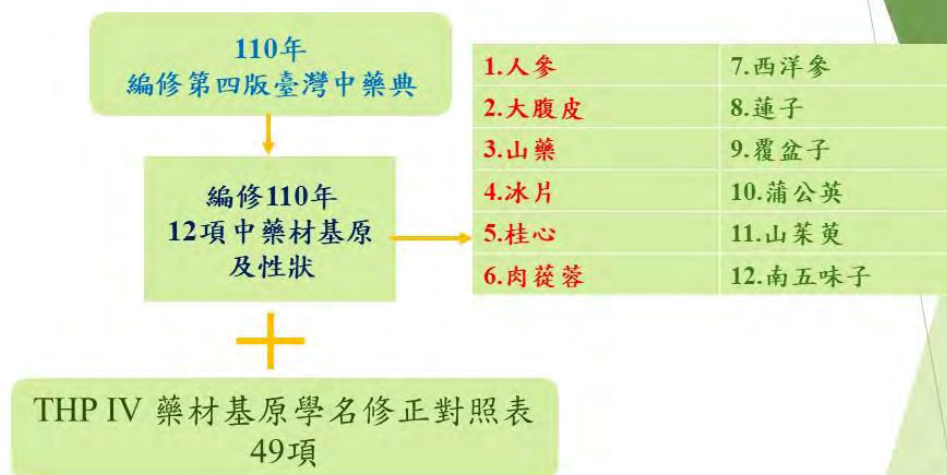 110年
編修第四版臺灣中藥典
編修110年
12項中藥材基原
及性狀
1.人參
7.西洋參
2.大腹皮
8.蓮子
3.山藥
9.覆盆子
4.冰片
10.蒲公英
5.桂心
11.山茱萸
6.肉蓯蓉
12.南五味子
THP IV 藥材基原學名修正對照表
49項